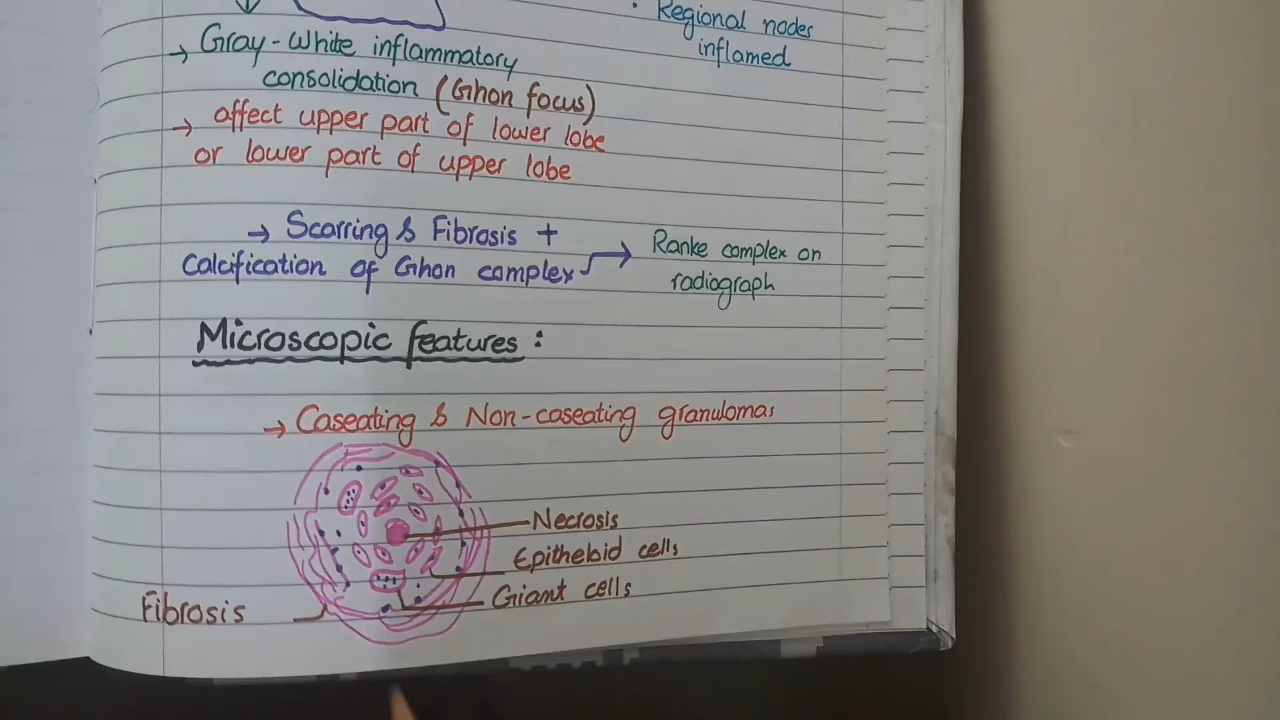 · Regional nodes
inflamed
→ Gray-White inflammatory
consolidation (Ghon focus)
→ affect upper part of lower lobe
or lower part of upper lobe
→ Scarring & Fibrosis +
Calcification of Ghon complex → Ranke complex on
radiograph
Microscopic features :
→ Caseating & Non-caseating granulomas
Necrosis
Epitheloid cells
Giant cells
Fibrosis